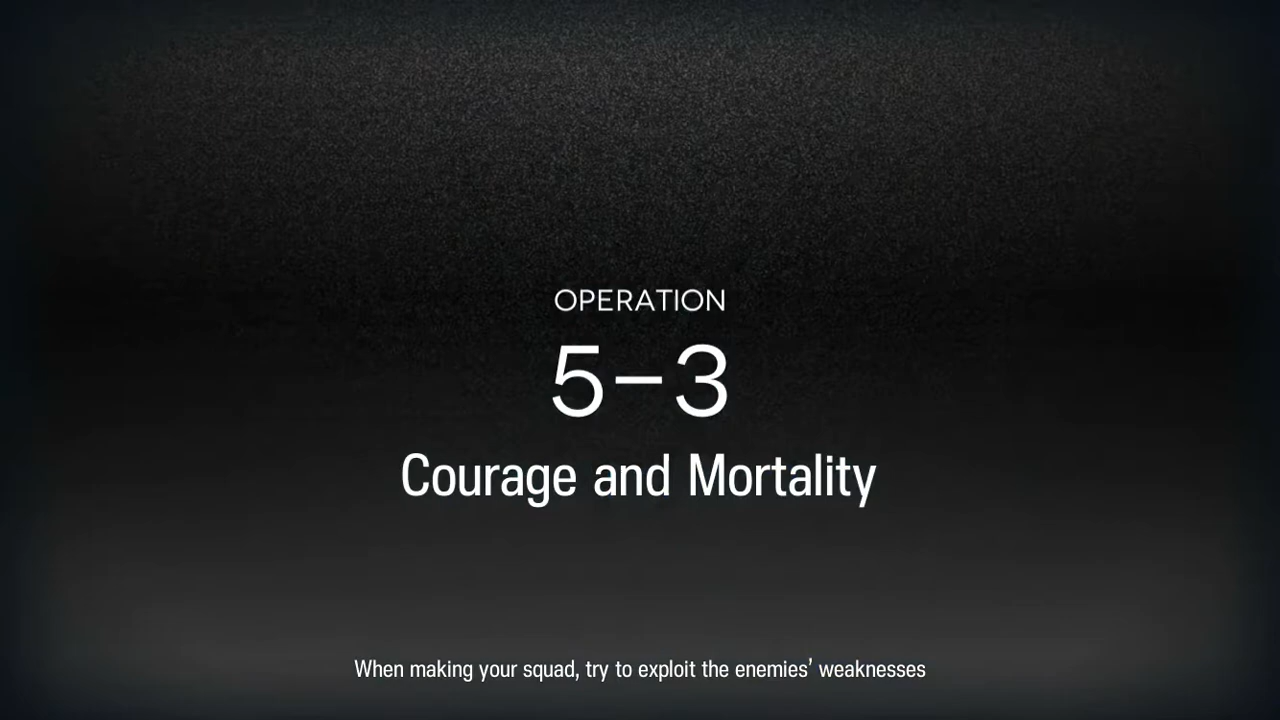 OPERATION
5-3
Courage and Mortality
When making your squad, try to exploit the enemies’ weaknesses